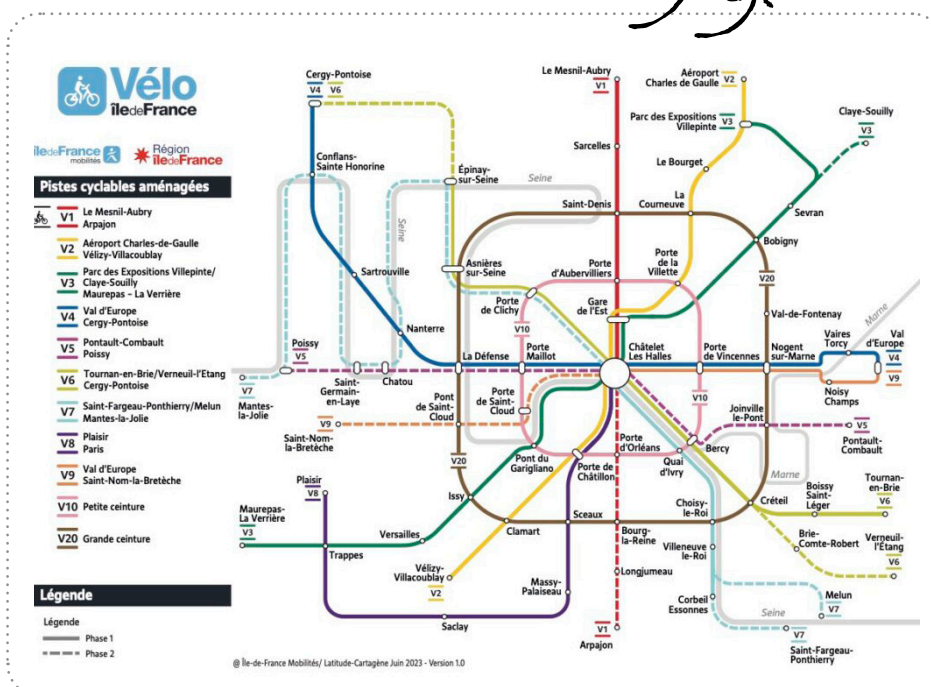 Vélo
îledeFrance
îledeFrance
mobilités
Région
îledeFrance
Pistes cyclables aménagées
V1 Le Mesnil-Aubry
Arpajon
V2 Aéroport Charles-de-Gaulle
Vélizy-Villacoublay
V3 Parc des Expositions Villepinte/
Claye-Souilly
Maurepas – La Verrière
V4 Val d'Europe
Cergy-Pontoise
V5 Pontault-Combault
Poissy
V6 Tournan-en-Brie/Verneuil-l'Etang
Cergy-Pontoise
V7 Saint-Fargeau-Ponthierry/Melun
Mantes-la-Jolie
V8 Plaisir
Paris
V9 Val d'Europe
Saint-Nom-la-Bretèche
V10 Petite ceinture
V20 Grande ceinture
Légende
Légende
Phase 1
Phase 2
Cergy-Pontoise
V4 V6
Le Mesnil-Aubry
V1
Aéroport
Charles de Gaulle
V2
Parc des Expositions
Villepinte
V3
Claye-Souilly
V3
Conflans-
Sainte Honorine
Épinay-
sur-Seine
Seine
Sarcelles
Le Bourget
La
Courneuve
Saint-Denis
Sevran
Seine
Bobigny
Sartrouville
Asnières
sur-Seine
Porte
d'Aubervilliers
Porte
de la
Villette
V20
Porte
de Clichy
Gare
de l'Est
Marne
Nanterre
V10
Val-de-Fontenay
Poissy
V5
La Défense
Porte
Maillot
Châtelet
Les Halles
Porte
de Vincennes
Nogent
sur-Marne
Vaires
Torcy
Val
d'Europe
V4
V9
V7
Mantes-
la-Jolie
Saint-
Germain-
en-Laye
Chatou
Noisy
Champs
Pont
de Saint-
Cloud
Porte
de Saint-
Cloud
V10
Joinville
le-Pont
V9
Saint-Nom-
la-Bretèche
V5
Pontault-
Combault
Porte
d'Orléans
Bercy
V20
Pont du
Garigliano
Porte de
Châtillon
Quai
d'ivry
Marne
Plaisir
V8
Issy
Choisy-
le-Roi
Créteil
Boissy
Saint-
Léger
Tournan-
en-Brie
V6
Maurepas-
La Verrière
V3
Versailles
Clamart
Sceaux
Bourg-
la-Reine
Trappes
Villeneuve
le-Roi
Brie-
Comte-Robert
Verneuil-
l'Étang
V6
Vélizy-
Villacoublay
V2
Massy-
Palaiseau
Longjumeau
Corbeil
Essonnes
Melun
V7
Saclay
V1
Arpajon
Seine
V7
Saint-Fargeau-
Ponthierry
@ Île-de-France Mobilités/ Latitude-Cartagène Juin 2023 - Version 1.0